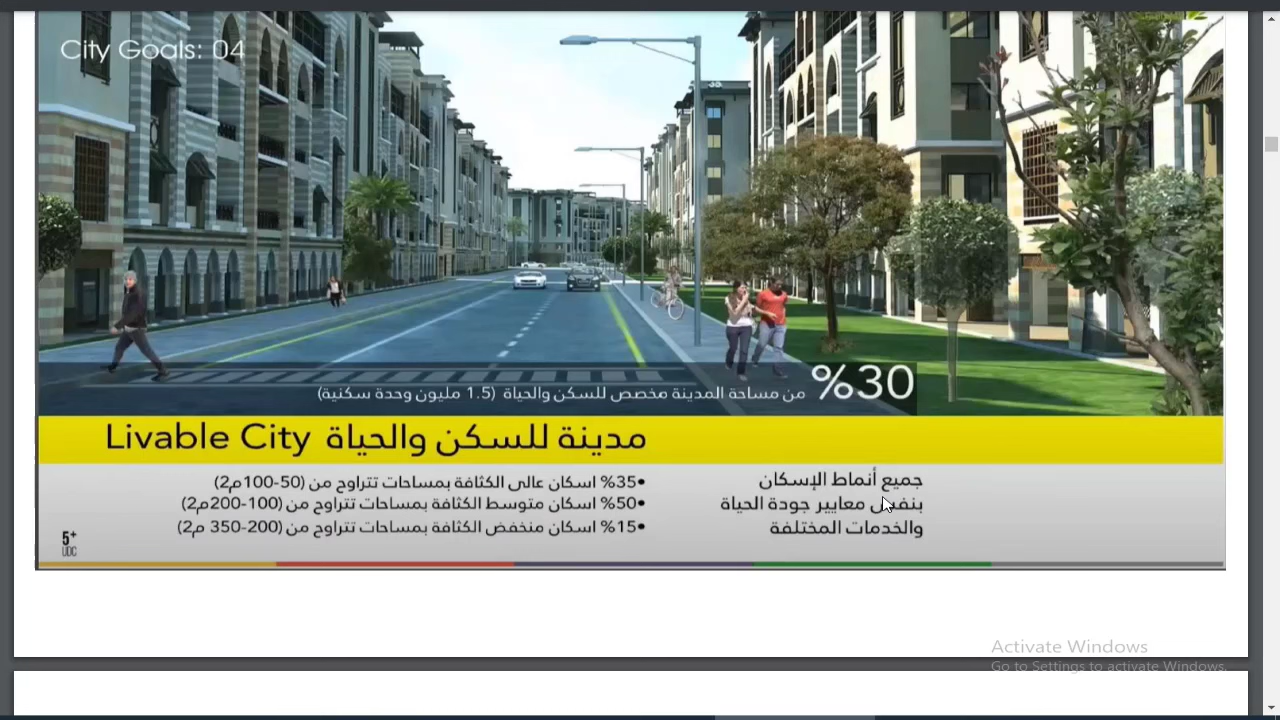 City Goals: 04
%30 من مساحة المدينة مخصص للسكن والحياة (1.5 مليون وحدة سكنية)
مدينة للسكن والحياة Livable City
جميع أنماط الإسكان
بنفس معايير جودة الحياة
والخدمات المختلفة
•%35 اسكان عالى الكثافة بمساحات تتراوح من (50-100م2)
•%50 اسكان متوسط الكثافة بمساحات تتراوح من (100-200م2)
•%15 اسكان منخفض الكثافة بمساحات تتراوح من (200-350 م2)
5+
UDC
Activate Windows
Go to Settings to activate Windows.